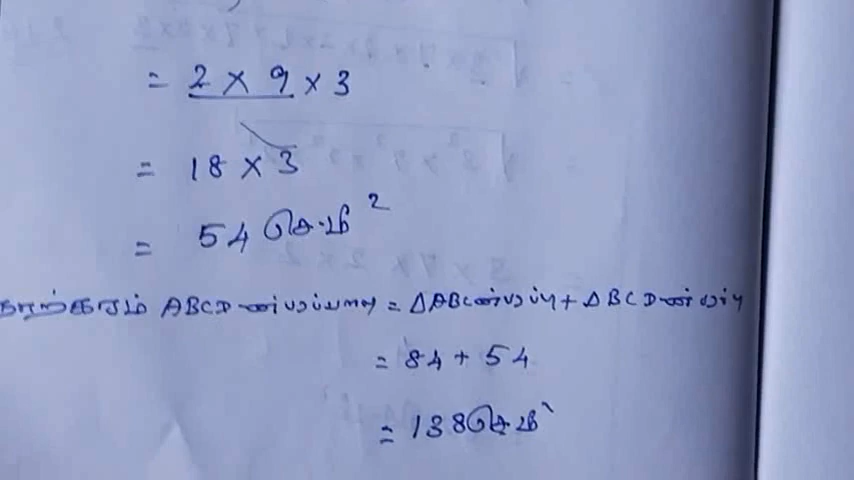 = 2 × 9 × 3
= 18 × 3
= 54 செ.மீ²
நாற்கரம் ABCD ன் பரப்பளவு = ΔABC ன் பரப்பு + ΔBCD ன் பரப்பு
= 84 + 54
= 138 செமீ²